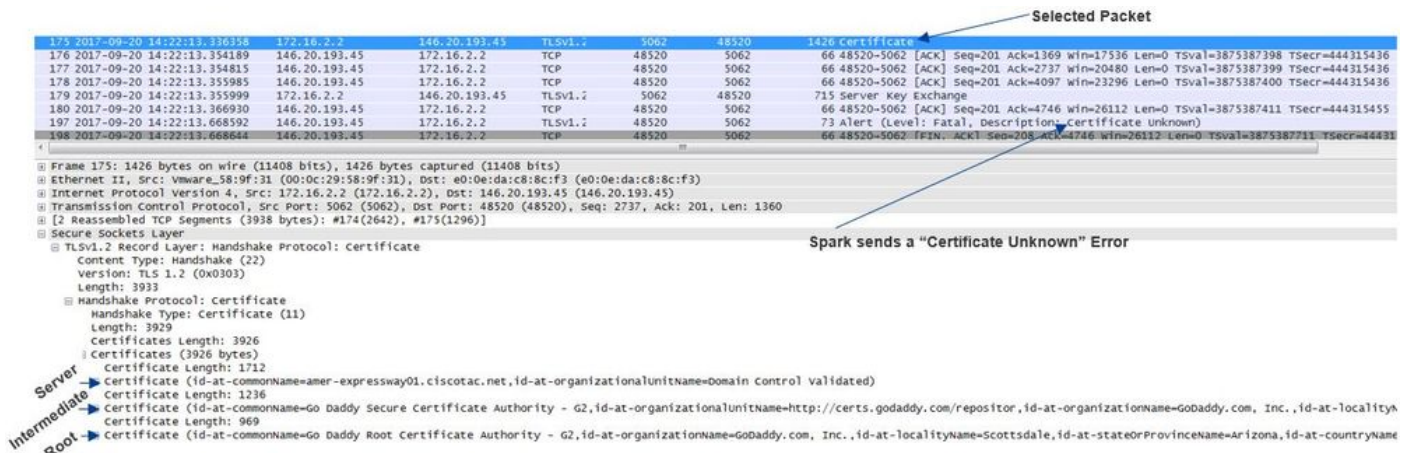 Selected Packet
175 2017-09-20 14:22:13.336358 172.16.2.2 146.20.193.45 TLSv1.2 5062 48520 1426 Certificate
176 2017-09-20 14:22:13.354189 146.20.193.45 172.16.2.2 TCP 48520 5062 66 48520→5062 [ACK] Seq=201 Ack=1369 Win=17536 Len=0 TSval=3875387398 TSecr=444315436
177 2017-09-20 14:22:13.354815 146.20.193.45 172.16.2.2 TCP 48520 5062 66 48520→5062 [ACK] Seq=201 Ack=2737 Win=20480 Len=0 TSval=3875387399 TSecr=444315436
178 2017-09-20 14:22:13.355985 146.20.193.45 172.16.2.2 TCP 48520 5062 66 48520→5062 [ACK] Seq=201 Ack=4097 Win=23296 Len=0 TSval=3875387400 TSecr=444315436
179 2017-09-20 14:22:13.355999 172.16.2.2 146.20.193.45 TLSv1.2 5062 48520 715 Server Key Exchange
180 2017-09-20 14:22:13.366930 146.20.193.45 172.16.2.2 TCP 48520 5062 66 48520→5062 [ACK] Seq=201 Ack=4746 Win=26112 Len=0 TSval=3875387411 TSecr=444315455
197 2017-09-20 14:22:13.668592 146.20.193.45 172.16.2.2 TLSv1.2 48520 5062 73 Alert (Level: Fatal, Description: Certificate Unknown)
198 2017-09-20 14:22:13.668644 146.20.193.45 172.16.2.2 TCP 48520 5062 66 48520→5062 [FIN, ACK] Seq=208 Ack=4746 Win=26112 Len=0 TSval=3875387711 TSecr=44431
Frame 175: 1426 bytes on wire (11408 bits), 1426 bytes captured (11408 bits)
Ethernet II, Src: Vmware_58:9f:31 (00:0c:29:58:9f:31), Dst: e0:0e:da:c8:8c:f3 (e0:0e:da:c8:8c:f3)
Internet Protocol Version 4, Src: 172.16.2.2 (172.16.2.2), Dst: 146.20.193.45 (146.20.193.45)
Transmission Control Protocol, Src Port: 5062 (5062), Dst Port: 48520 (48520), Seq: 2737, Ack: 201, Len: 1360
[2 Reassembled TCP Segments (3938 bytes): #174(2642), #175(1296)]
Secure Sockets Layer
TLSv1.2 Record Layer: Handshake Protocol: Certificate
Spark sends a “Certificate Unknown” Error
Content Type: Handshake (22)
Version: TLS 1.2 (0x0303)
Length: 3933
Handshake Protocol: Certificate
Handshake Type: Certificate (11)
Length: 3929
Certificates Length: 3926
Certificates (3926 bytes)
Certificate Length: 1712
Server
Certificate (id-at-commonName=amer-expressway01.ciscotac.net,id-at-organizationalUnitName=Domain Control Validated)
Certificate Length: 1236
Intermediate
Certificate (id-at-commonName=Go Daddy Secure Certificate Authority - G2,id-at-organizationalUnitName=http://certs.godaddy.com/repositor,id-at-organizationName=GoDaddy.com, Inc.,id-at-localityN
Certificate Length: 969
Root
Certificate (id-at-commonName=Go Daddy Root Certificate Authority - G2,id-at-organizationName=GoDaddy.com, Inc.,id-at-localityName=Scottsdale,id-at-stateOrProvinceName=Arizona,id-at-countryName